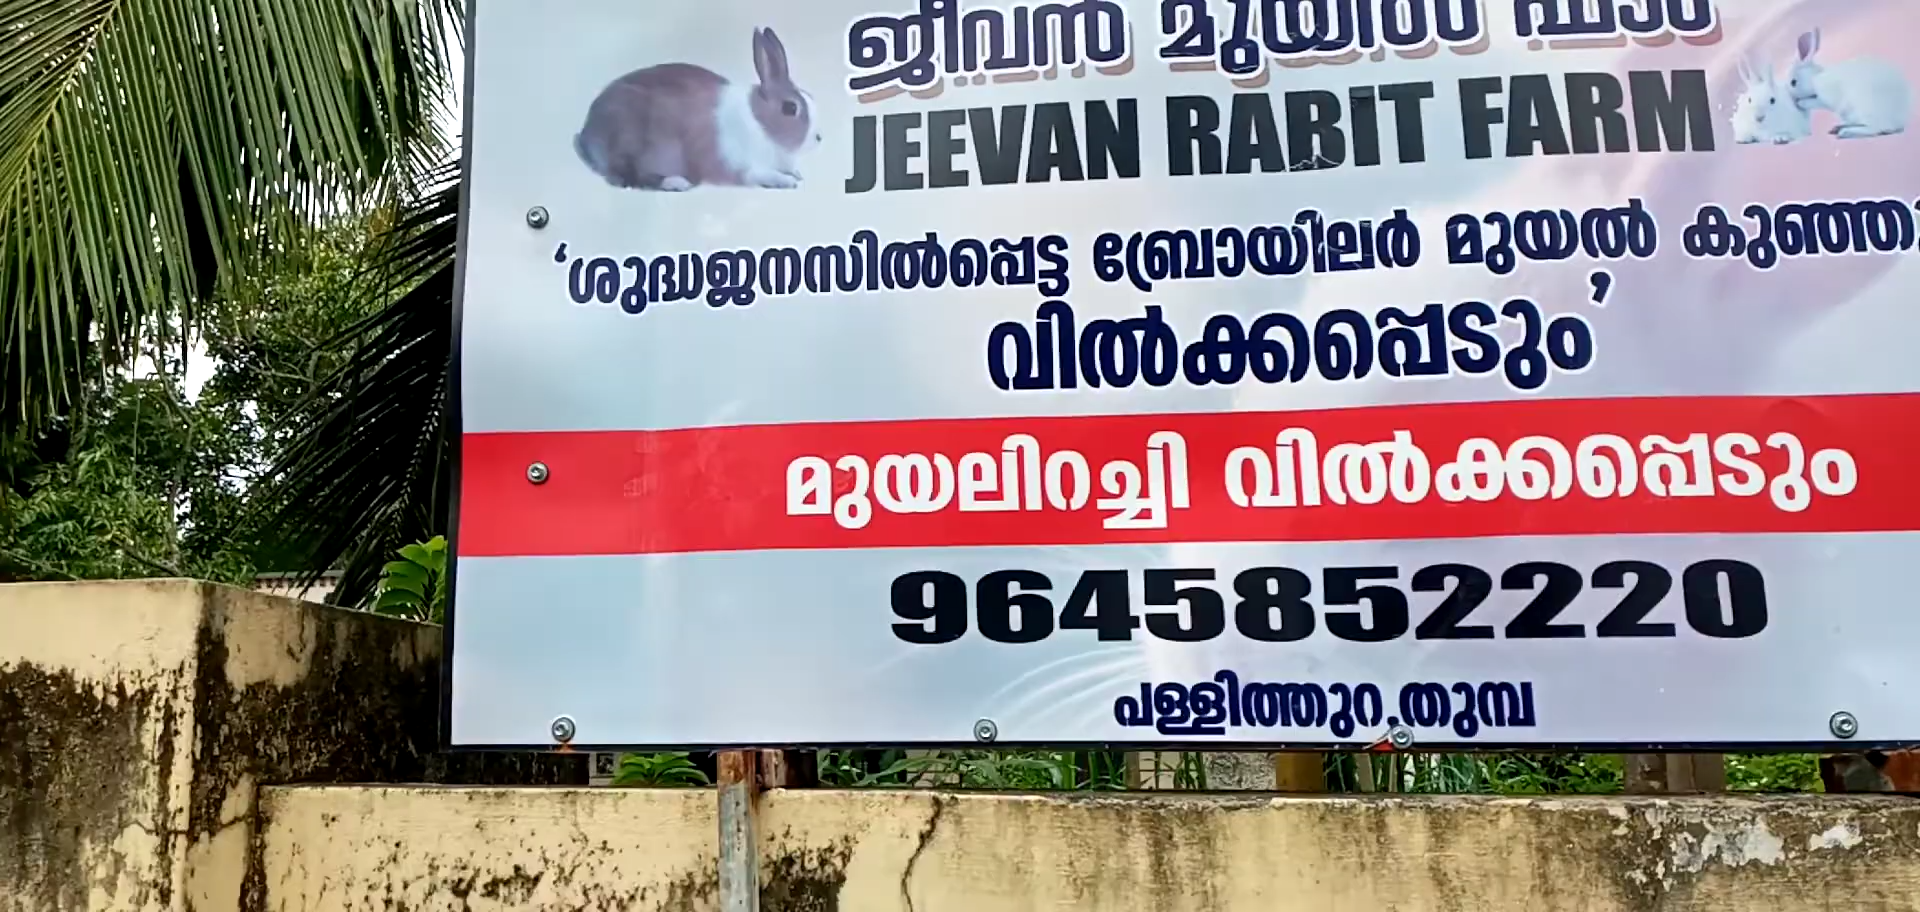 ജീവൻ മുയൽ ഫാം
JEEVAN RABIT FARM
‘ശുദ്ധജനസിൽപ്പെട്ട ബ്രോയിലർ മുയൽ
വിൽക്കപ്പെടും’
മുയലിറച്ചി വിൽക്കപ്പെടും
9645852220
പള്ളിത്തുറ,തുമ്പ